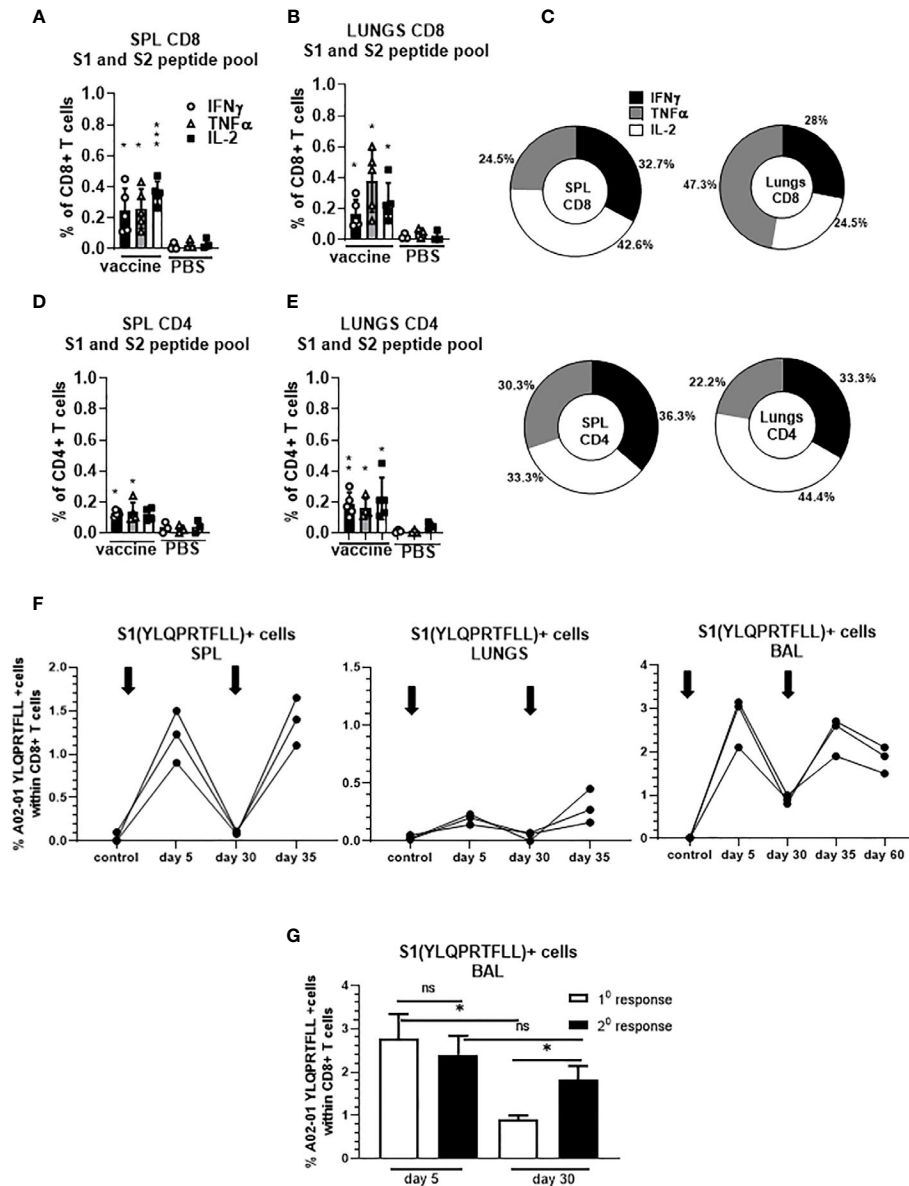 A
SPL CD8
S1 and S2 peptide pool
% of CD8+ T cells
1.0
0.8
0.6
0.4
0.2
0.0
IFNγ
TNFα
IL-2
* * ***
vaccine PBS
B
LUNGS CD8
S1 and S2 peptide pool
% of CD8+ T cells
1.0
0.8
0.6
0.4
0.2
0.0
* * *
vaccine PBS
C
IFNγ
TNFα
IL-2
24.5%
32.7%
42.6%
SPL
CD8
28%
47.3%
24.5%
Lungs
CD8
D
SPL CD4
S1 and S2 peptide pool
% of CD4+ T cells
1.0
0.8
0.6
0.4
0.2
0.0
* *
vaccine PBS
E
LUNGS CD4
S1 and S2 peptide pool
% of CD4+ T cells
1.0
0.8
0.6
0.4
0.2
0.0
** * *
vaccine PBS
30.3%
36.3%
33.3%
SPL
CD4
22.2%
33.3%
44.4%
Lungs
CD4
F
S1(YLQPRTFLL)+ cells
SPL
% A02-01 YLQPRTFLL +cells
within CD8+ T cells
2.0
1.5
1.0
0.5
0.0
control day 5 day 30 day 35
S1(YLQPRTFLL)+ cells
LUNGS
1.5
1.0
0.5
0.0
control day 5 day 30 day 35
S1(YLQPRTFLL)+ cells
BAL
4
3
2
1
0
control day 5 day 30 day 35 day 60
G
S1(YLQPRTFLL)+ cells
BAL
% A02-01 YLQPRTFLL +cells
within CD8+ T cells
4
3
2
1
0
ns
*
ns
*
1⁰ response
2⁰ response
day 5 day 30